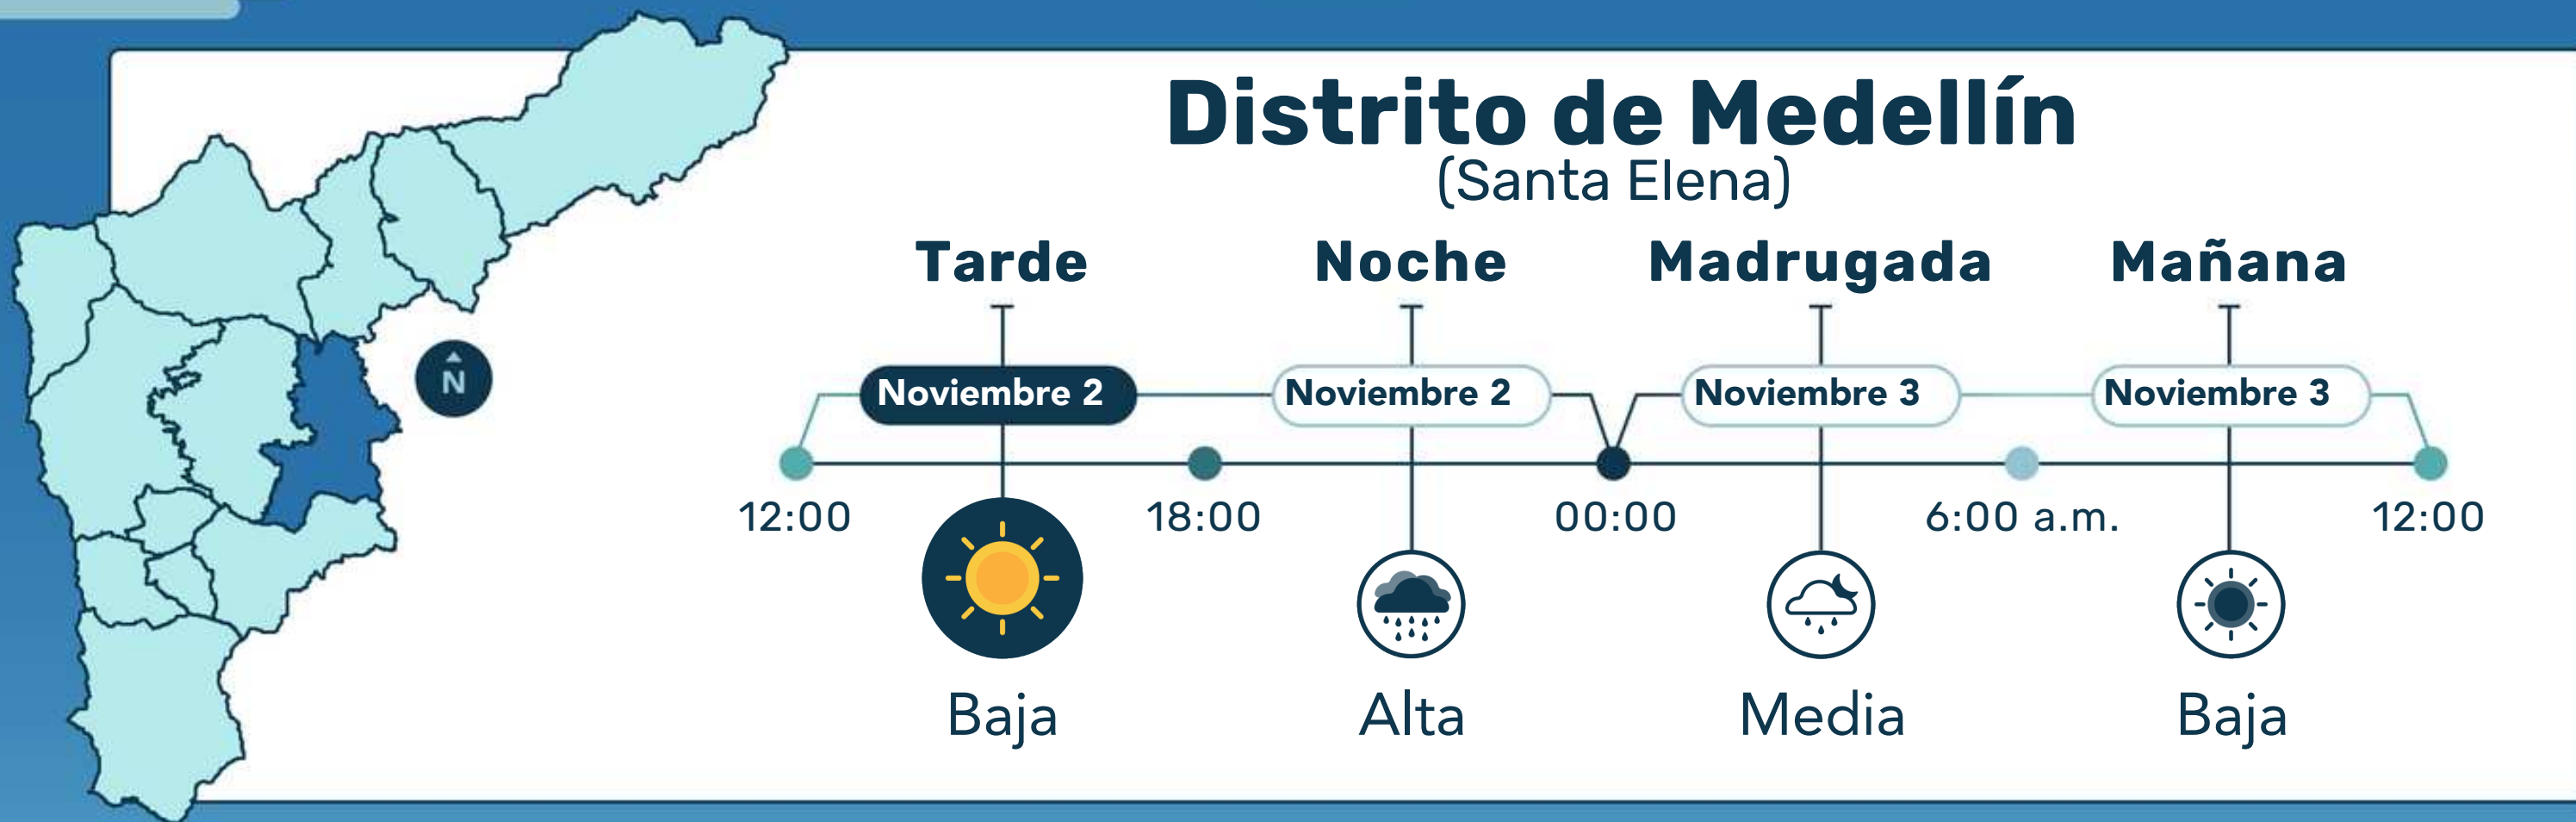 Distrito de Medellín
(Santa Elena)
Tarde Noche Madrugada Mañana
N
Noviembre 2 Noviembre 2 Noviembre 3 Noviembre 3
12:00 18:00 00:00 6:00 a.m. 12:00
Baja Alta Media Baja